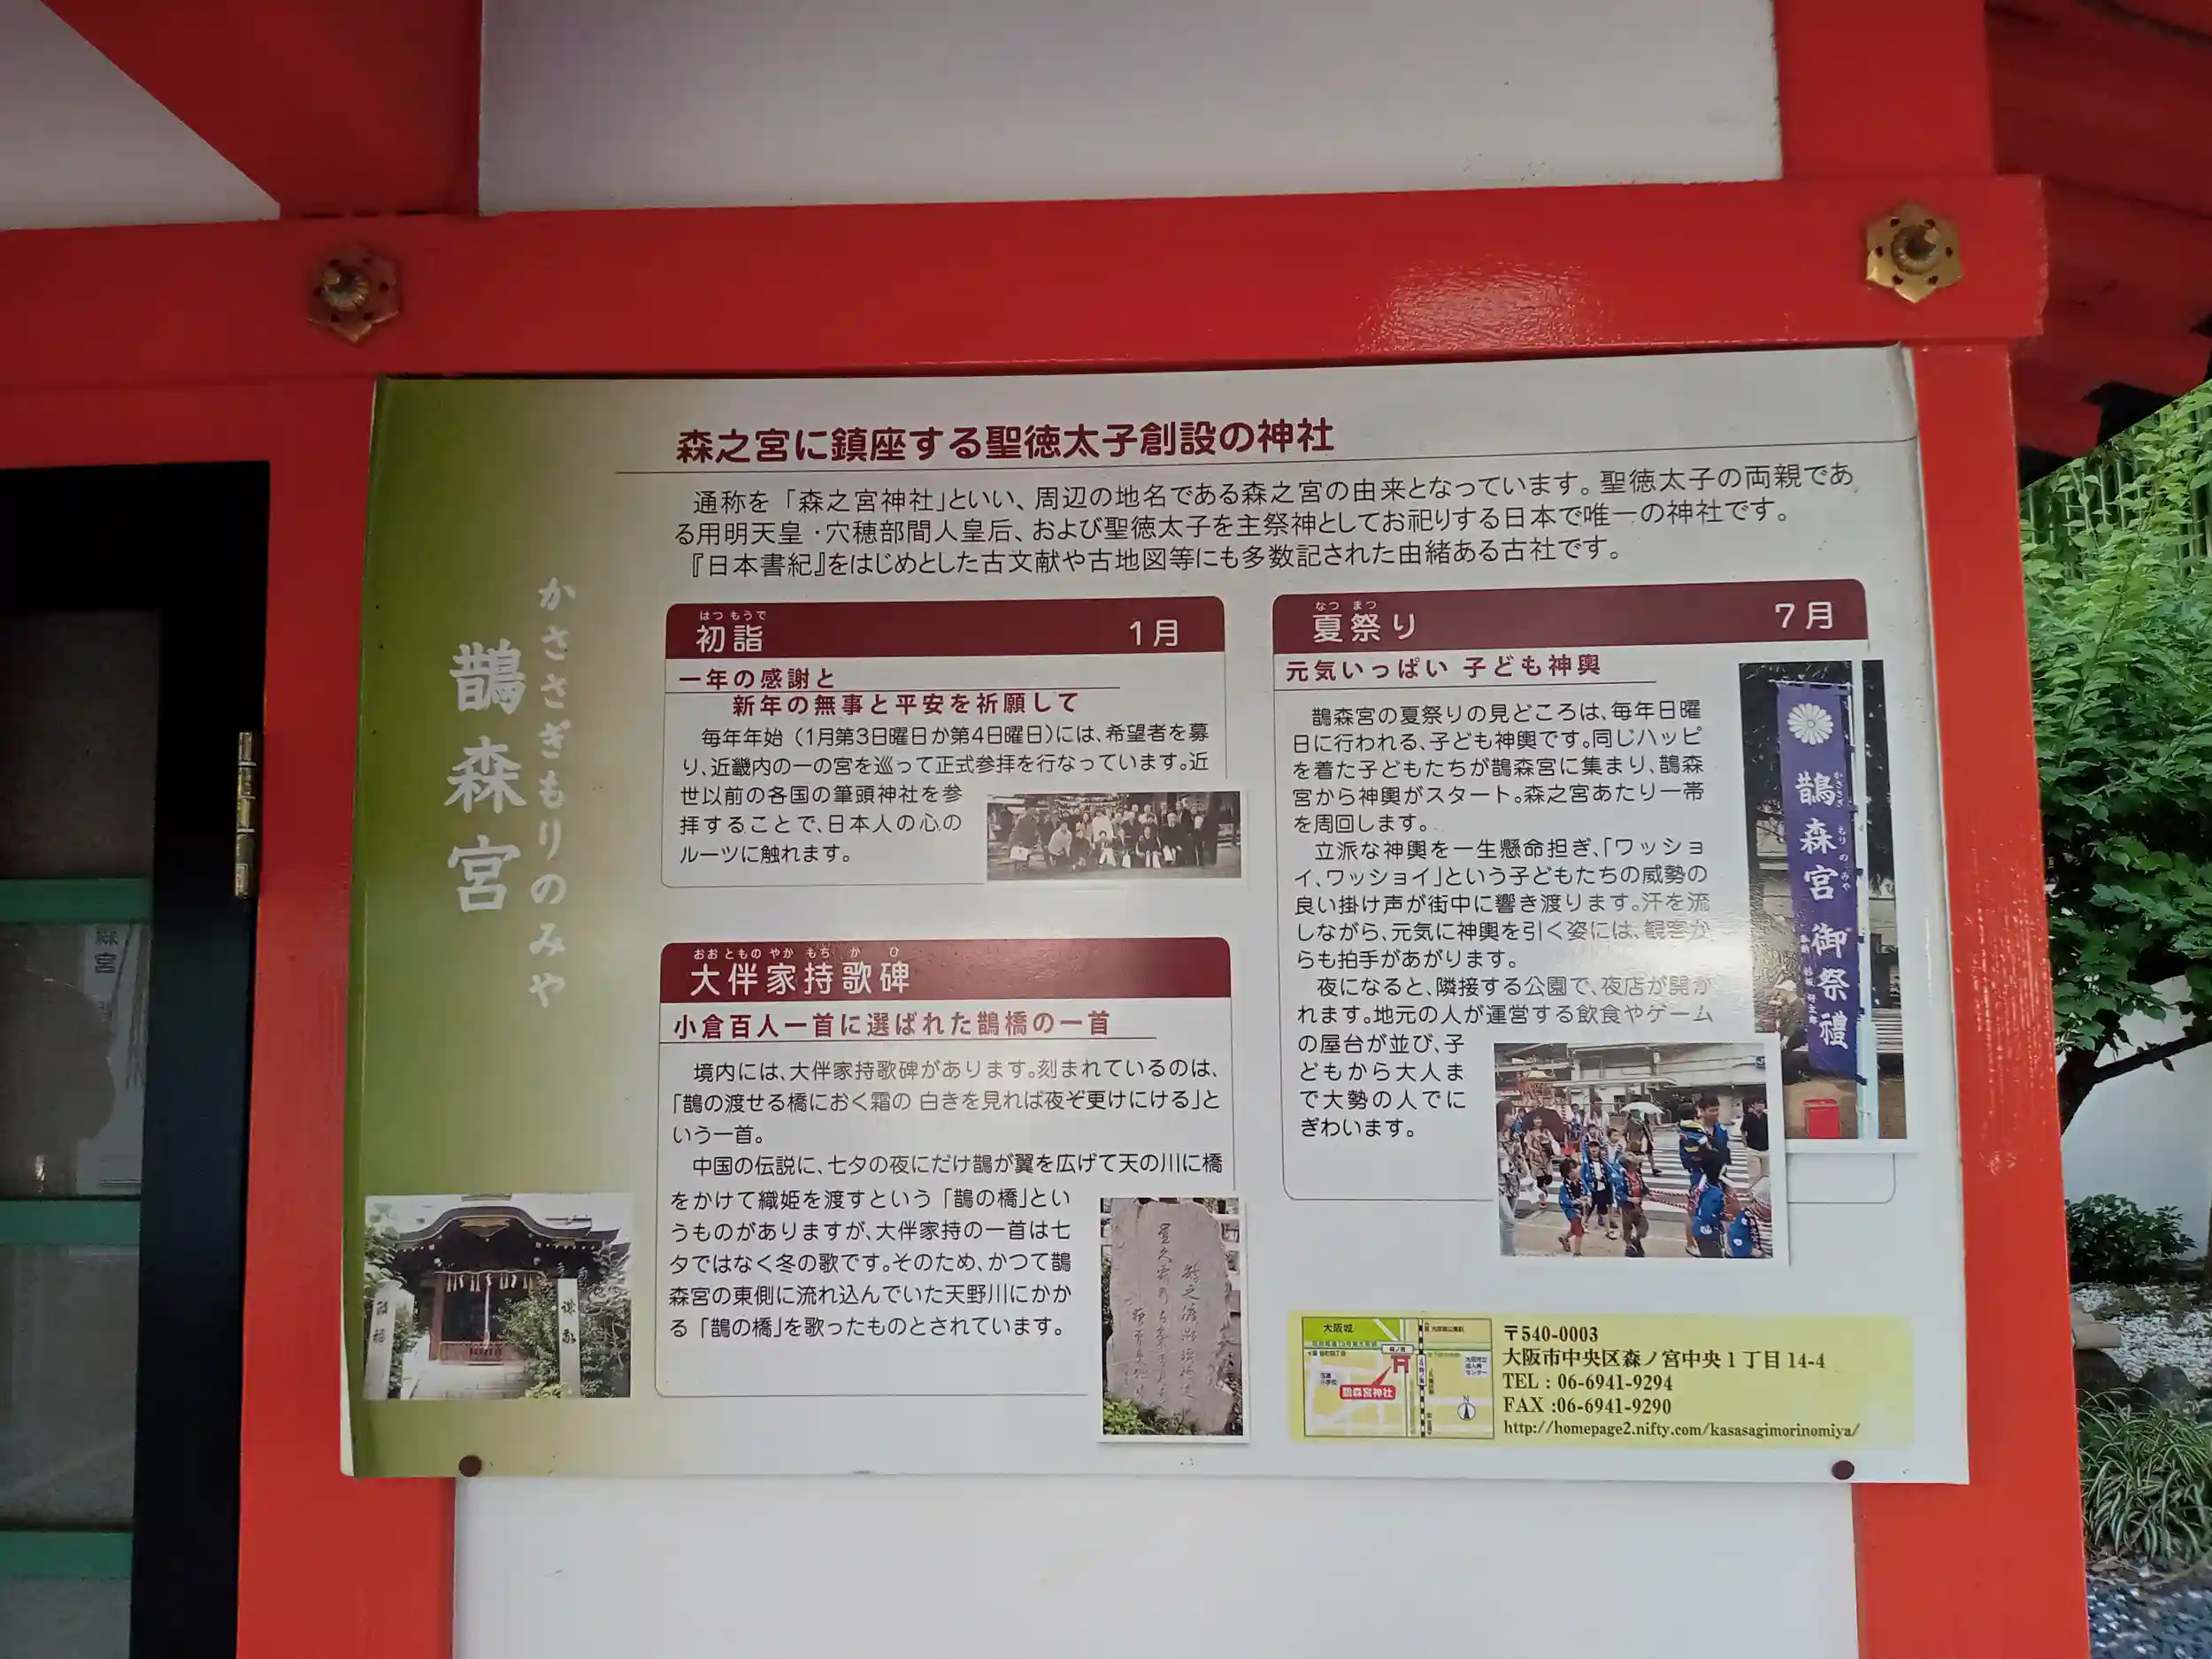 森之宮に鎮座する聖徳太子創設の神社
通称を「森之宮神社」といい、周辺の地名である森之宮の由来となっています。聖徳太子の両親であ
る用明天皇・穴穂部間人皇后、および聖徳太子を主祭神としてお祀りする日本で唯一の神社です。
『日本書紀』をはじめとした古文献や古地図等にも多数記された由緒ある古社です。
かささぎもりのみや
鵲森宮
はつ もうで
初詣 1月
一年の感謝と
新年の無事と平安を祈願して
毎年年始（1月第3日曜日か第4日曜日）には、希望者を募
り、近畿内の一の宮を巡って正式参拝を行なっています。近
世以前の各国の筆頭神社を参
拝することで、日本人の心の
ルーツに触れます。
おおとものやかもちかひ
大伴家持歌碑
小倉百人一首に選ばれた鵲橋の一首
境内には、大伴家持歌碑があります。刻まれているのは、
「鵲の渡せる橋におく霜の 白きを見れば夜ぞ更けにける」と
いう一首。
中国の伝説に、七夕の夜にだけ鵲が翼を広げて天の川に橋
をかけて織姫を渡すという「鵲の橋」とい
うものがありますが、大伴家持の一首は七
夕ではなく冬の歌です。そのため、かつて鵲
森宮の東側に流れ込んでいた天野川にかか
る「鵲の橋」を歌ったものとされています。
なつ まつ
夏祭り 7月
元気いっぱい 子ども神輿
鵲森宮の夏祭りの見どころは、毎年日曜
日に行われる、子ども神輿です。同じハッピ
を着た子どもたちが鵲森宮に集まり、鵲森
宮から神輿がスタート。森之宮あたり一帯
を周回します。
立派な神輿を一生懸命担ぎ、「ワッショ
イ、ワッショイ」という子どもたちの威勢の
良い掛け声が街中に響き渡ります。汗を流
しながら、元気に神輿を引く姿には、観客か
らも拍手があがります。
夜になると、隣接する公園で、夜店が開か
れます。地元の人が運営する飲食やゲーム
の屋台が並び、子
どもから大人ま
で大勢の人でに
ぎわいます。
鵲森宮 御祭禮
かささぎ もりのみや
大阪城
鵲森宮神社
N
〒540-0003
大阪市中央区森ノ宮中央1丁目14-4
TEL : 06-6941-9294
FAX :06-6941-9290
http://homepage2.nifty.com/kasasagimorinomiya/